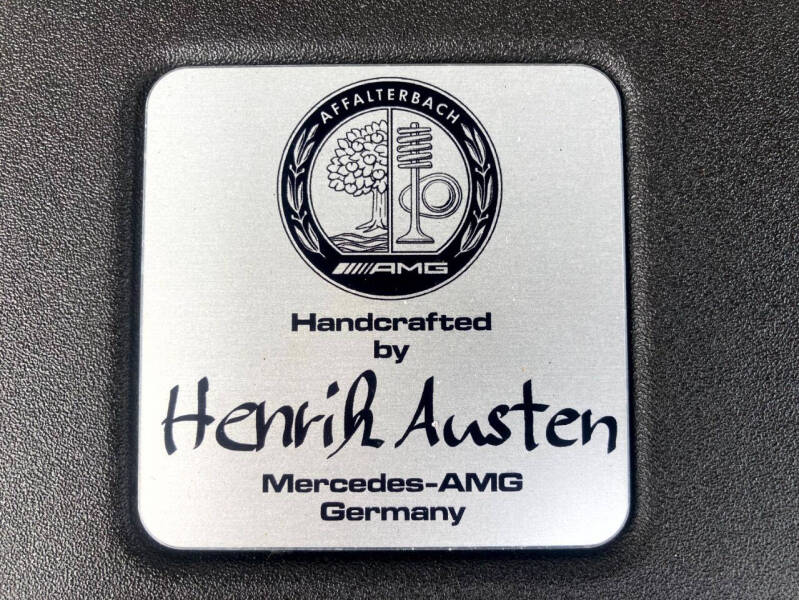 AFFALTERBACH
AMG
Handcrafted
by
Henrik Austen
Mercedes-AMG
Germany